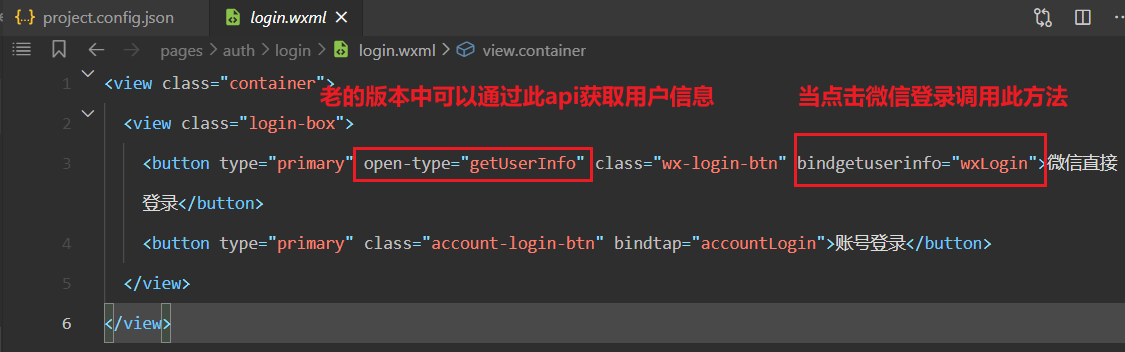 project.config.json login.wxml
pages > auth > login > login.wxml > view.container
1 <view class="container">
老的版本中可以通过此api获取用户信息 当点击微信登录调用此方法
2 <view class="login-box">
3 <button type="primary" open-type="getUserInfo" class="wx-login-btn" bindgetuserinfo="wxLogin">微信直接
登录</button>
4 <button type="primary" class="account-login-btn" bindtap="accountLogin">账号登录</button>
5 </view>
6 </view>